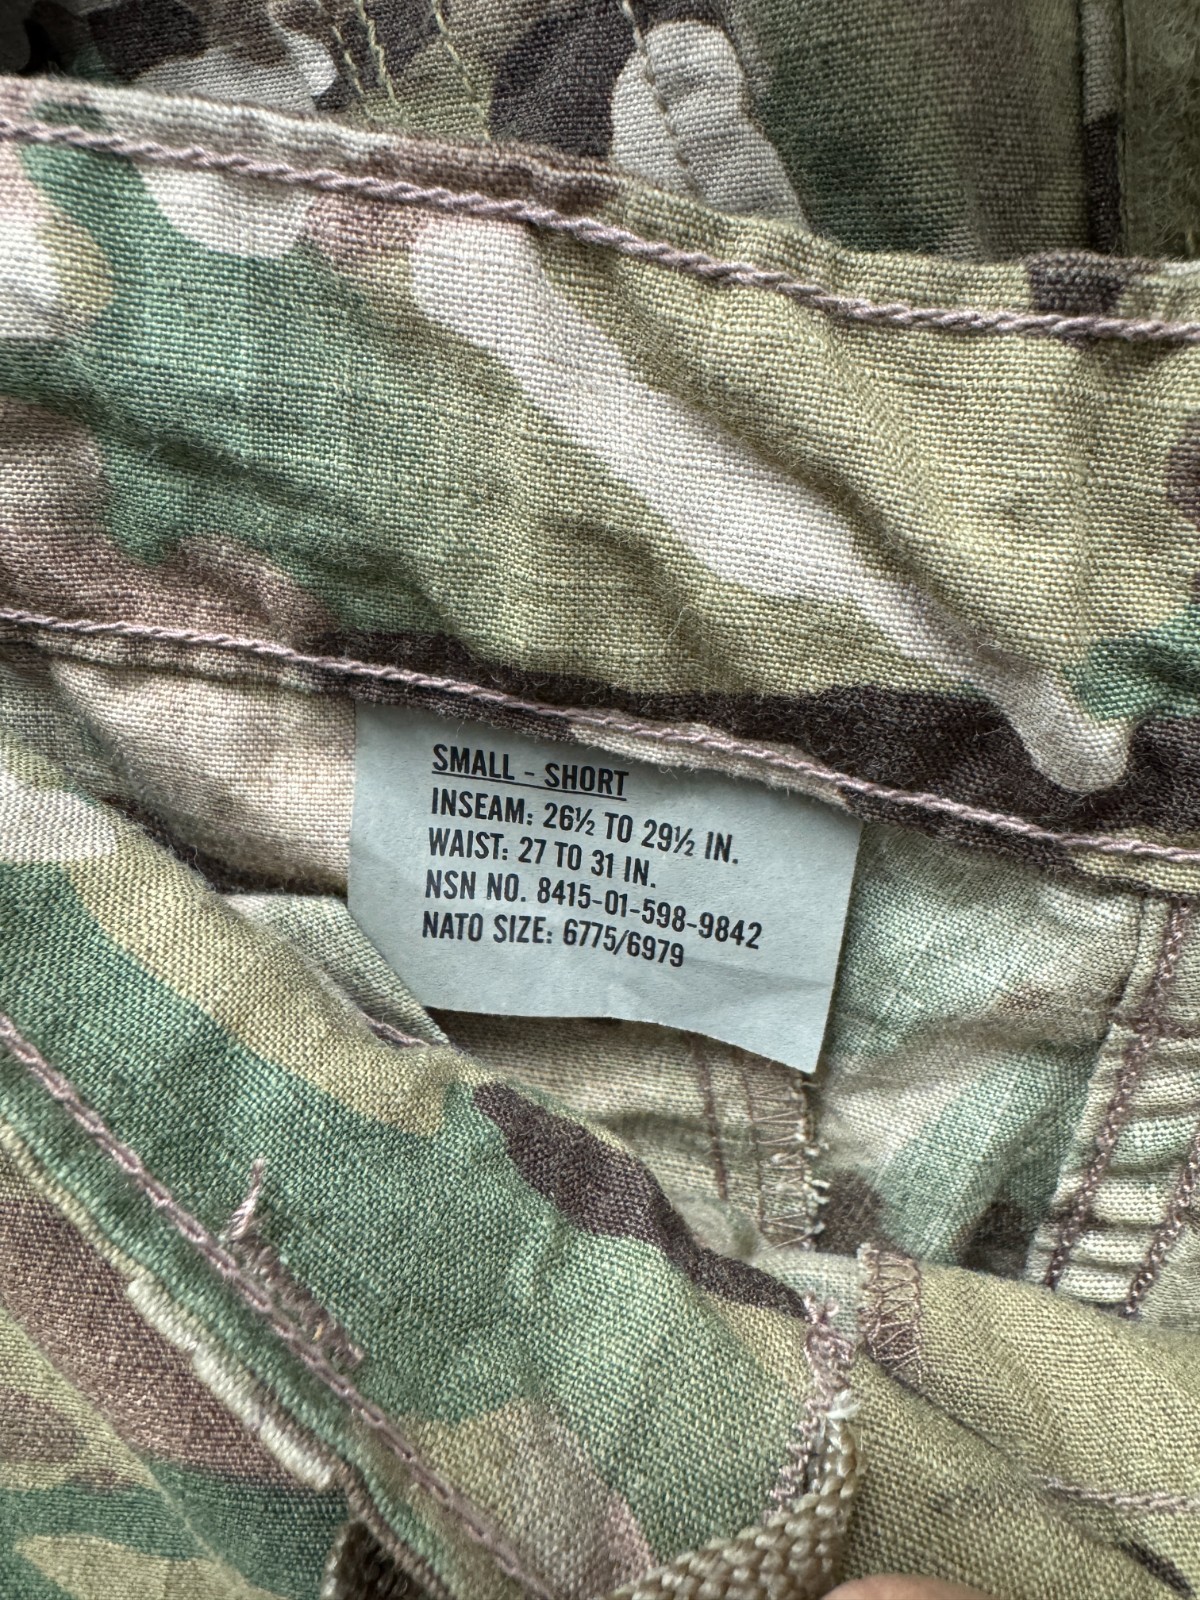 SMALL - SHORT
INSEAM: 26½ TO 29½ IN.
WAIST: 27 TO 31 IN.
NSN NO. 8415-01-598-9842
NATO SIZE: 6775/6979